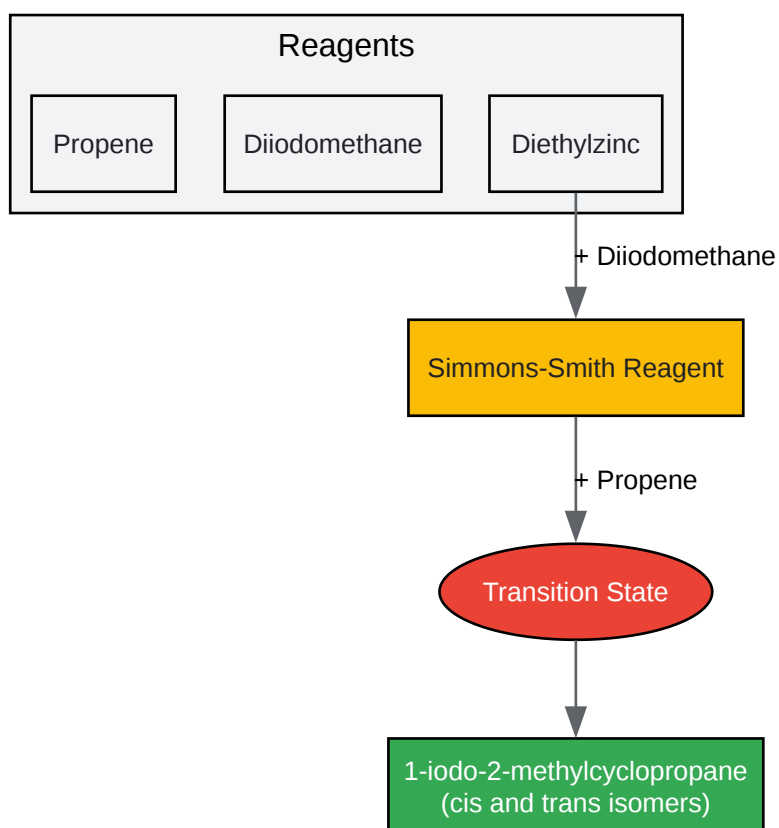 Reagents
Propene
Diiodomethane
Diethylzinc
+ Diiodomethane
Simmons-Smith Reagent
+ Propene
Transition State
1-iodo-2-methylcyclopropane
(cis and trans isomers)